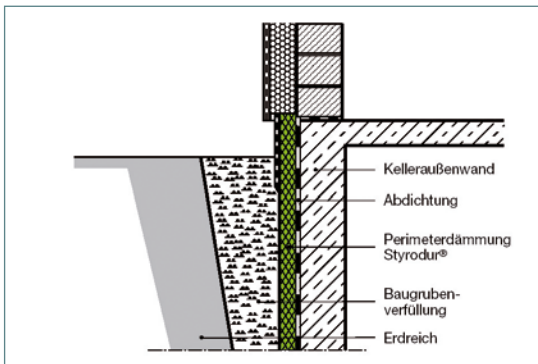 Kelleraußenwand
Abdichtung
Perimeterdämmung
Styrodur®
Baugruben-
verfüllung
Erdreich